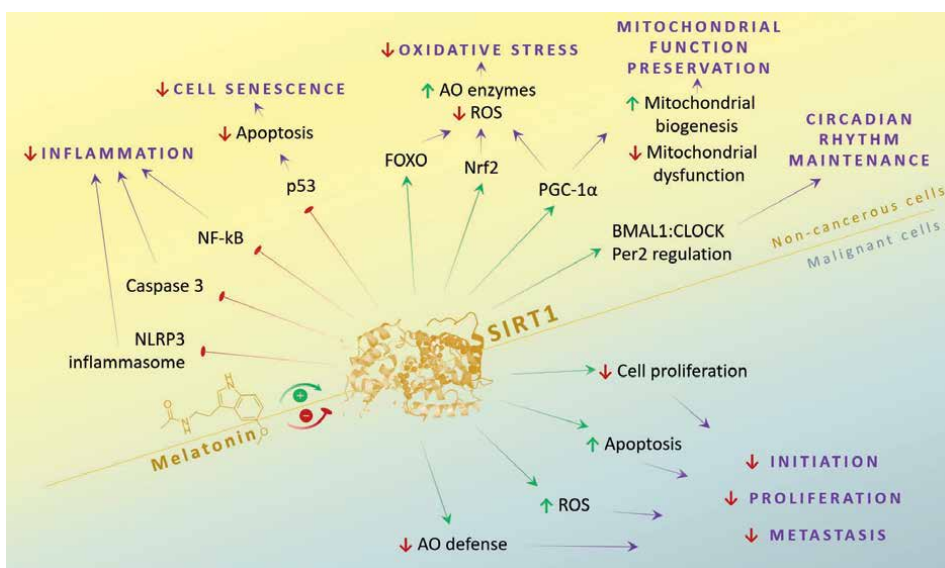 MITOCHONDRIAL
FUNCTION
PRESERVATION
↓ OXIDATIVE STRESS
↑ AO enzymes
↓ ROS
↓ CELL SENESCENCE
↓ Apoptosis
↓ INFLAMMATION
↑ Mitochondrial
biogenesis
↓ Mitochondrial
dysfunction
CIRCADIAN
RHYTHM
MAINTENANCE
p53
FOXO
Nrf2
PGC-1α
NF-kB
BMAL1:CLOCK
Per2 regulation
Non-cancerous cells
Malignant cells
Caspase 3
NLRP3
inflammasome
SIRT1
H
N
O
N
H
O
+
−
Melatonin
↓ Cell proliferation
↑ Apoptosis
↑ ROS
↓ AO defense
↓ INITIATION
↓ PROLIFERATION
↓ METASTASIS